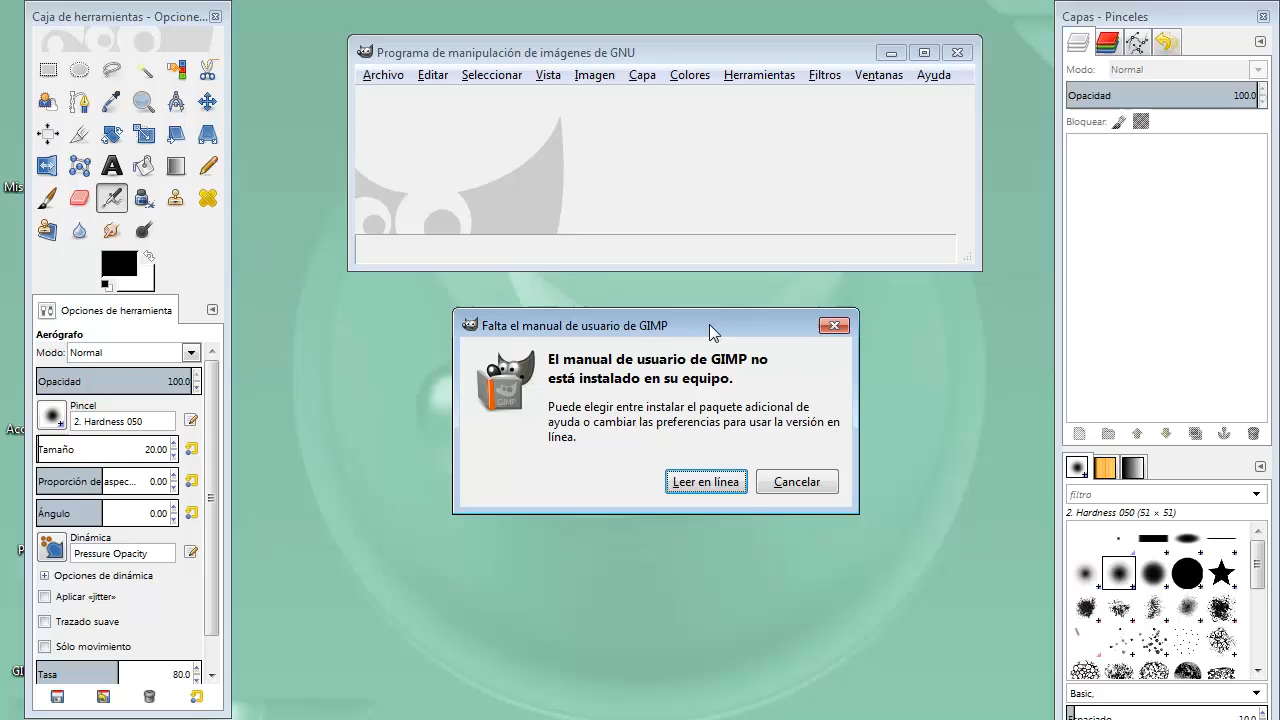 Caja de herramientas - Opcione...
Opciones de herramienta
Aerógrafo
Modo: Normal
Opacidad 100.0
Pincel
2. Hardness 050
Tamaño 20.00
Proporción de aspec... 0.00
Ángulo 0.00
Dinámica
Pressure Opacity
Opciones de dinámica
Aplicar «jitter»
Trazado suave
Sólo movimiento
Tasa 80.0
de manipulación de imágenes de GNU
Archivo Editar Seleccionar Vista Imagen Capa Colores Herramientas Filtros Ventanas Ayuda
Falta el manual de usuario de GIMP
El manual de usuario de GIMP no
está instalado en su equipo.
Puede elegir entre instalar el paquete adicional de
ayuda o cambiar las preferencias para usar la versión en
línea.
GIMP
Leer en línea Cancelar
Capas - Pinceles
Modo: Normal
Opacidad 100.0
Bloquear:
filtro
2. Hardness 050 (51 × 51)
Basic,
Espaciado 10.0
Mis